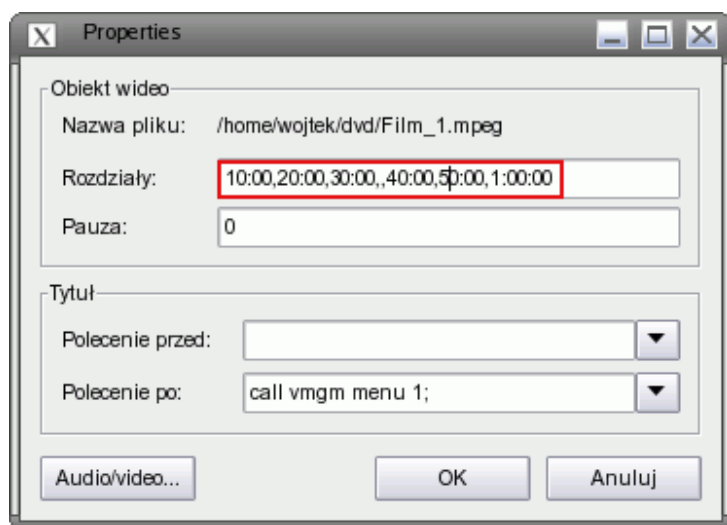 X Properties
Obiekt wideo
Nazwa pliku: /home/wojtek/dvd/Film_1.mpeg
Rozdziały: 10:00,20:00,30:00,,40:00,50:00,1:00:00
Pauza: 0
Tytuł
Polecenie przed:
Polecenie po: call vmgm menu 1;
Audio/video... OK Anuluj